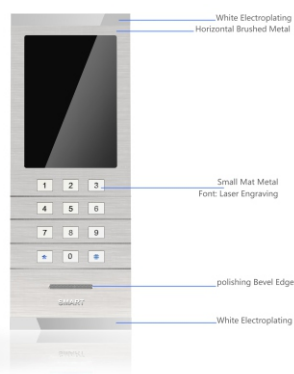 White Electroplating
Horizontal Brushed Metal
1 2 3
Small Mat Metal
Font: Laser Engraving
4 5 6
7 8 9
* 0 #
polishing Bevel Edge
SMART
White Electroplating